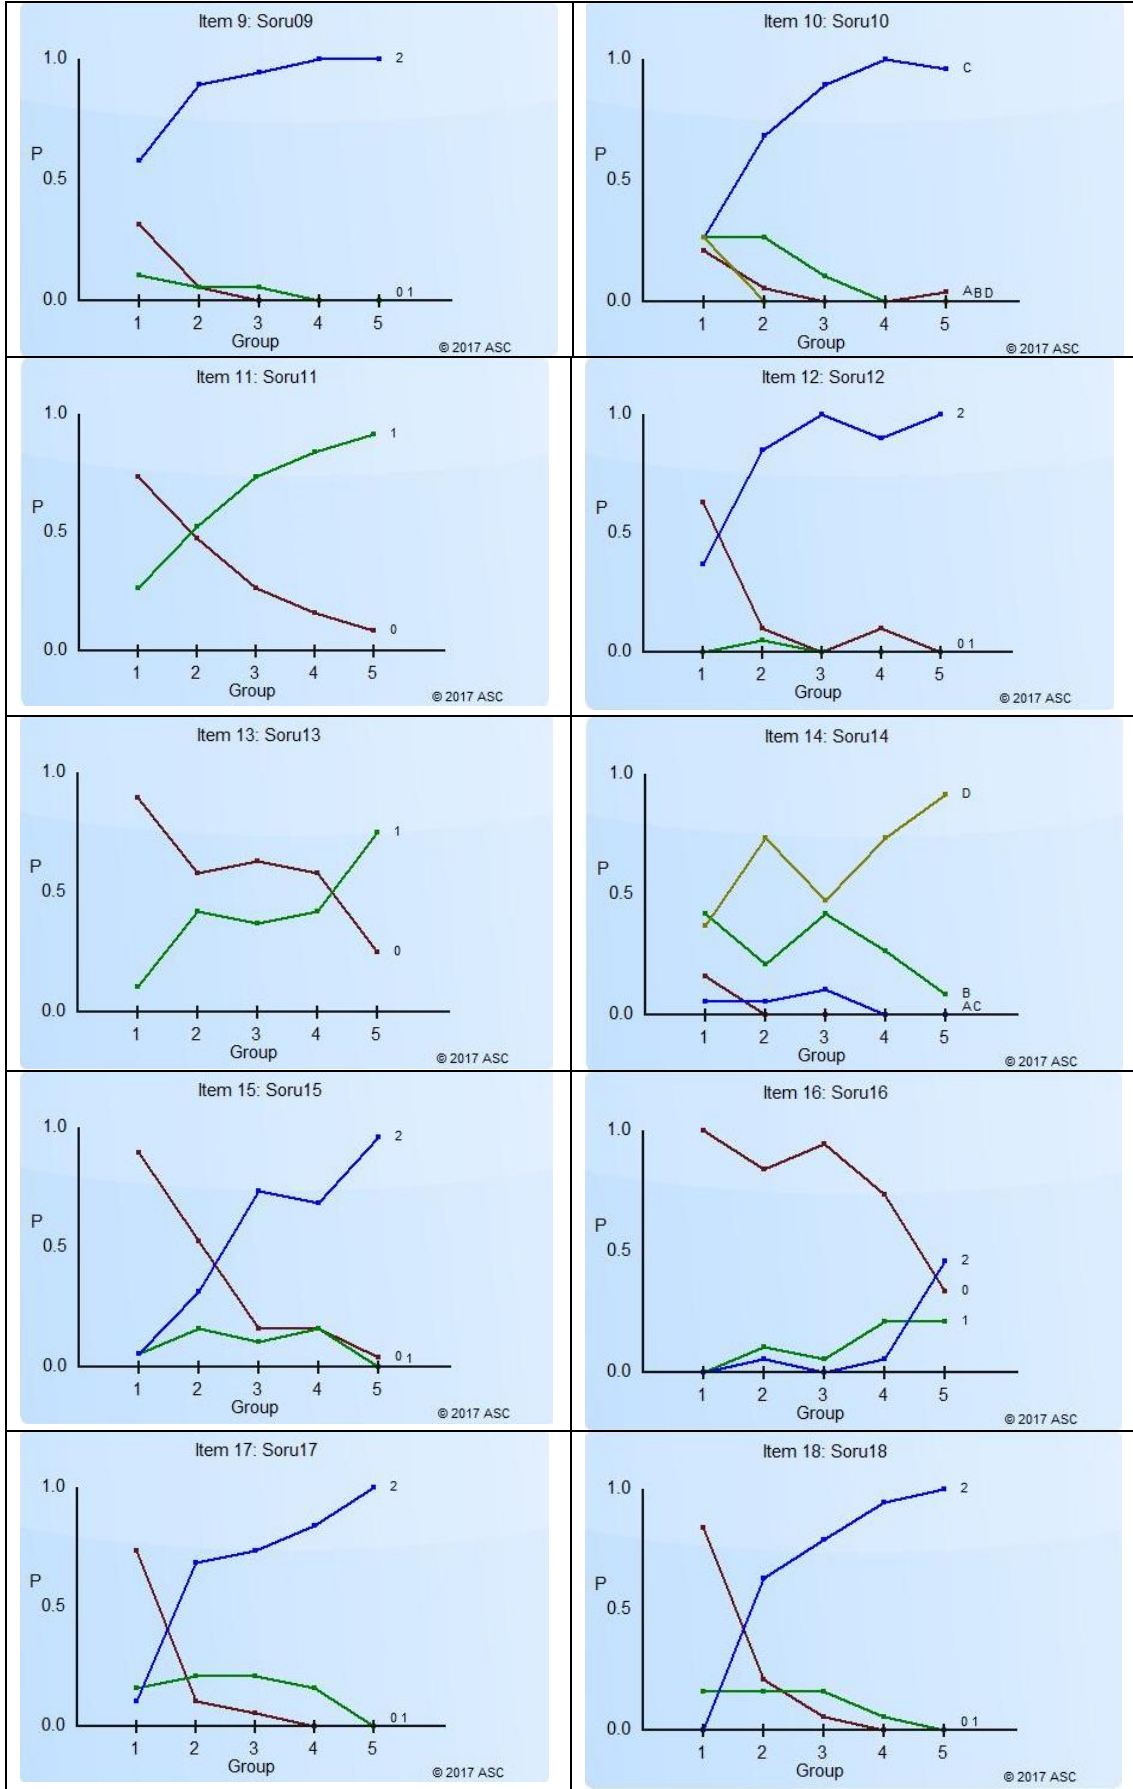 Item 9: Soru09
1.0
2
P
0.5
0.0
0 1
1 2 3 4 5
Group
© 2017 ASC
Item 10: Soru10
1.0
C
P
0.5
0.0
A B D
1 2 3 4 5
Group
© 2017 ASC
Item 11: Soru11
1.0
1
P
0.5
0
0.0
1 2 3 4 5
Group
© 2017 ASC
Item 12: Soru12
1.0
2
P
0.5
0.0
0 1
1 2 3 4 5
Group
© 2017 ASC
Item 13: Soru13
1.0
1
P
0.5
0
0.0
1 2 3 4 5
Group
© 2017 ASC
Item 14: Soru14
1.0
D
P
0.5
B
A C
0.0
1 2 3 4 5
Group
© 2017 ASC
Item 15: Soru15
1.0
2
P
0.5
0 1
0.0
1 2 3 4 5
Group
© 2017 ASC
Item 16: Soru16
1.0
P
0.5
2
0
1
0.0
1 2 3 4 5
Group
© 2017 ASC
Item 17: Soru17
1.0
2
P
0.5
0 1
0.0
1 2 3 4 5
Group
© 2017 ASC
Item 18: Soru18
1.0
2
P
0.5
0 1
0.0
1 2 3 4 5
Group
© 2017 ASC